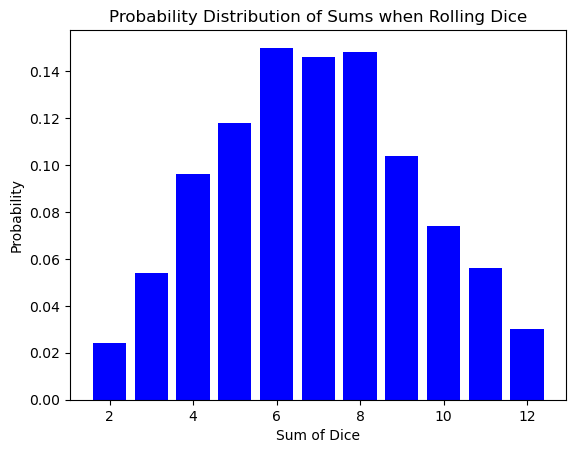 Probability Distribution of Sums when Rolling Dice
Probability
0.14
0.12
0.10
0.08
0.06
0.04
0.02
0.00
2 4 6 8 10 12
Sum of Dice